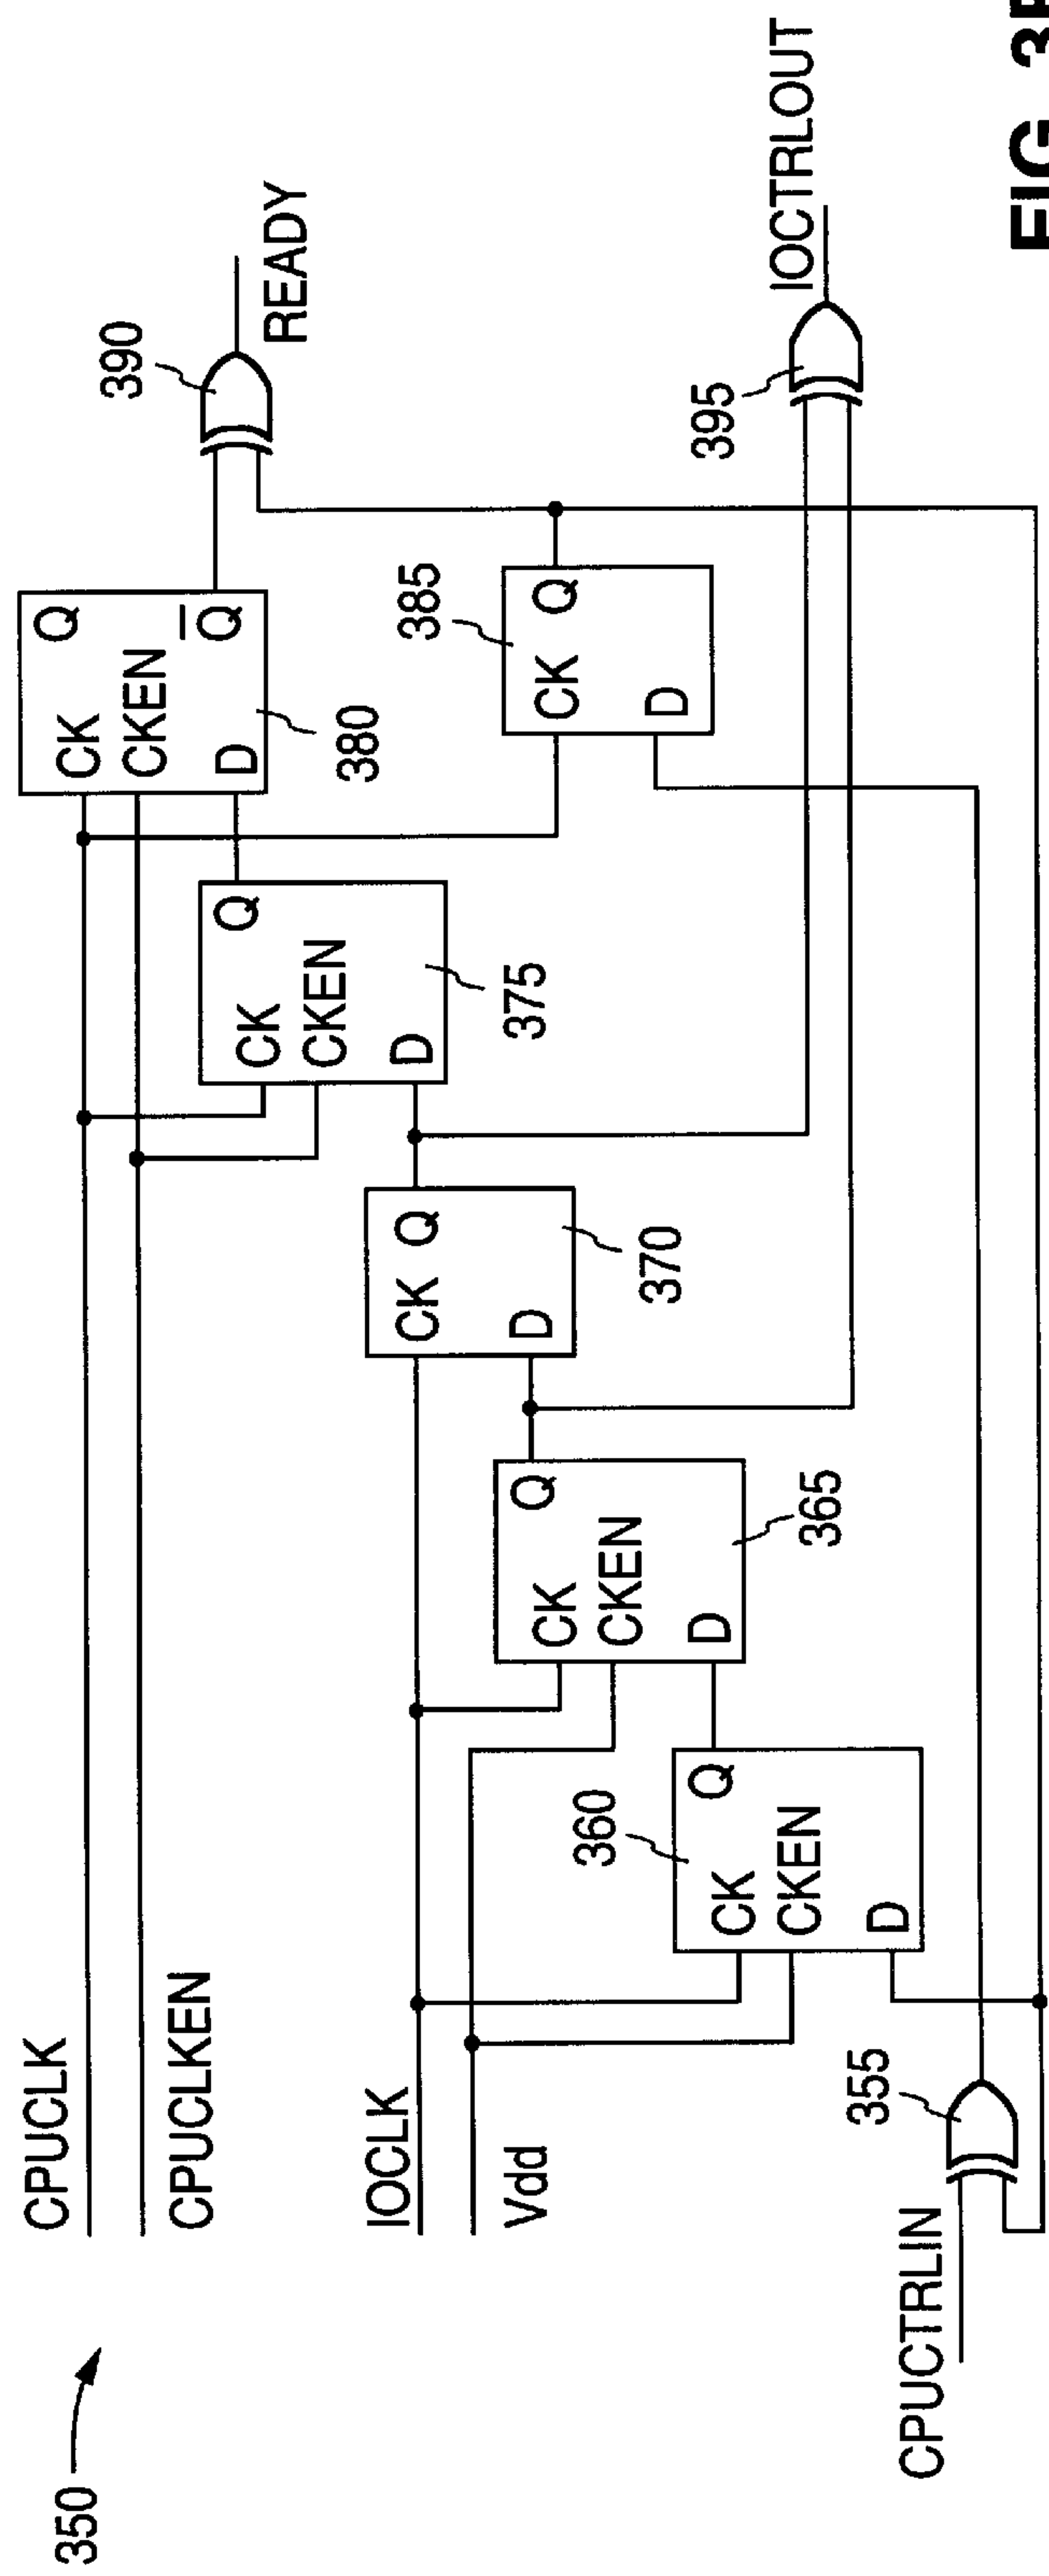 350
CPUCLK
CPUCLKEN
IOCLK
Vdd
CPUCTRLIN
355
360
CK
CKEN
D
Q
365
CK
CKEN
D
Q
370
CK Q
D
375
CK
CKEN
D
Q
380
CK
CKEN
D
Q
Q̅
385
CK
Q
D
390
READY
395
IOCTRLOUT
FIG